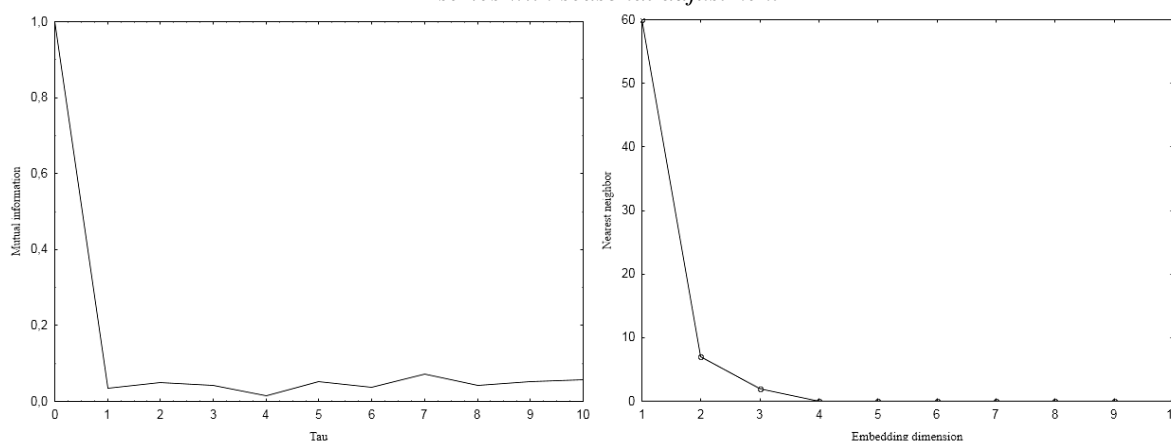 1,0
0,8
0,6
0,4
0,2
0,0
Mutual information
0 1 2 3 4 5 6 7 8 9 10
Tau
60
50
40
30
20
10
0
Nearest neighbor
1 2 3 4 5 6 7 8 9 1
Embedding dimension